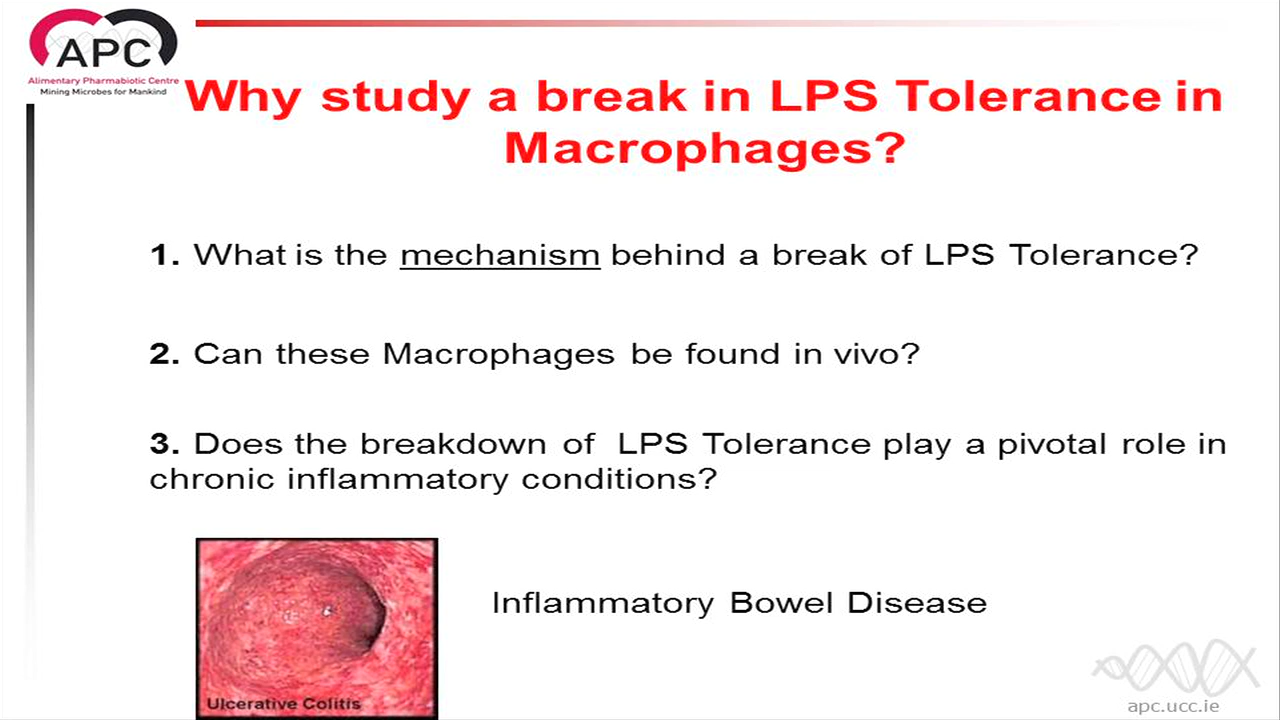 APC
Alimentary Pharmabiotic Centre
Mining Microbes for Mankind
Why study a break in LPS Tolerance in
Macrophages?
1. What is the mechanism behind a break of LPS Tolerance?
2. Can these Macrophages be found in vivo?
3. Does the breakdown of LPS Tolerance play a pivotal role in
chronic inflammatory conditions?
Inflammatory Bowel Disease
Ulcerative Colitis
apc.ucc.ie